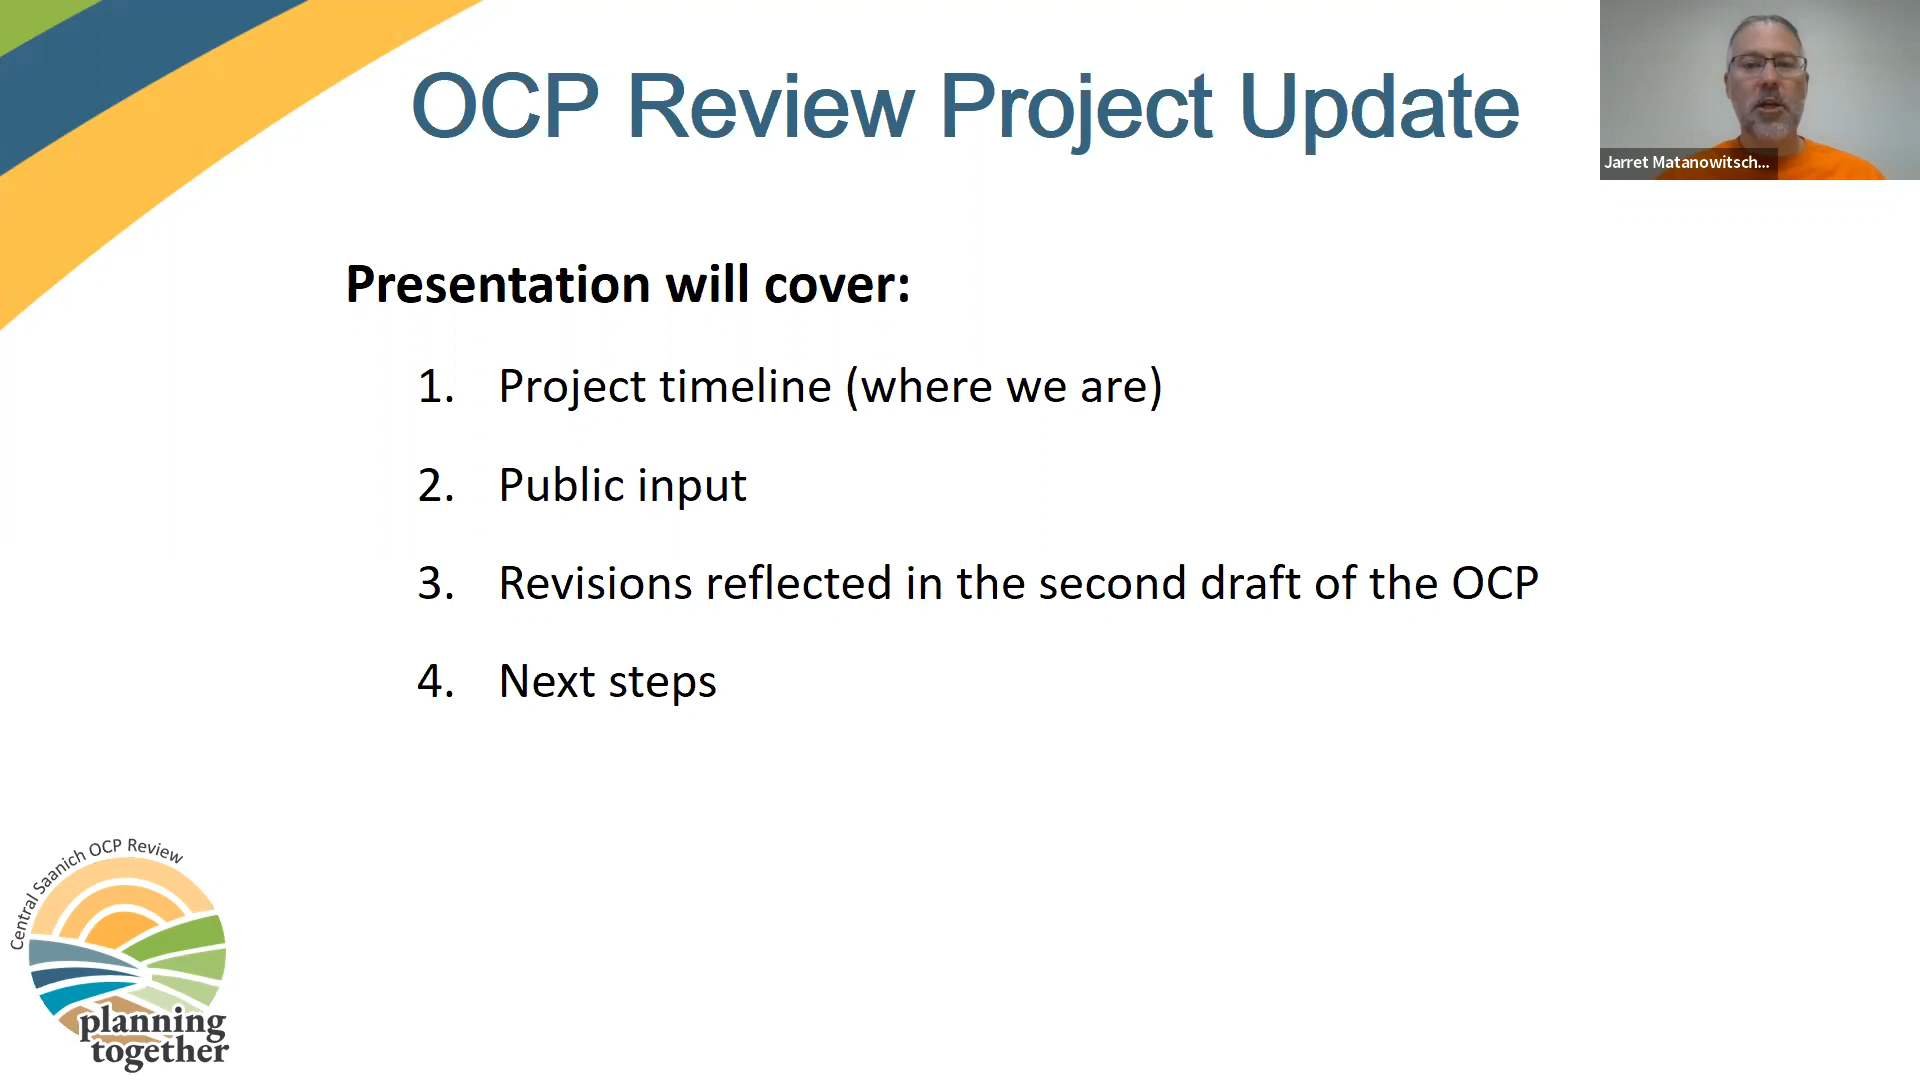 OCP Review Project Update
Jarret Matanowitsch...
Presentation will cover:
1. Project timeline (where we are)
2. Public input
3. Revisions reflected in the second draft of the OCP
4. Next steps
Central Saanich OCP Review
planning
together